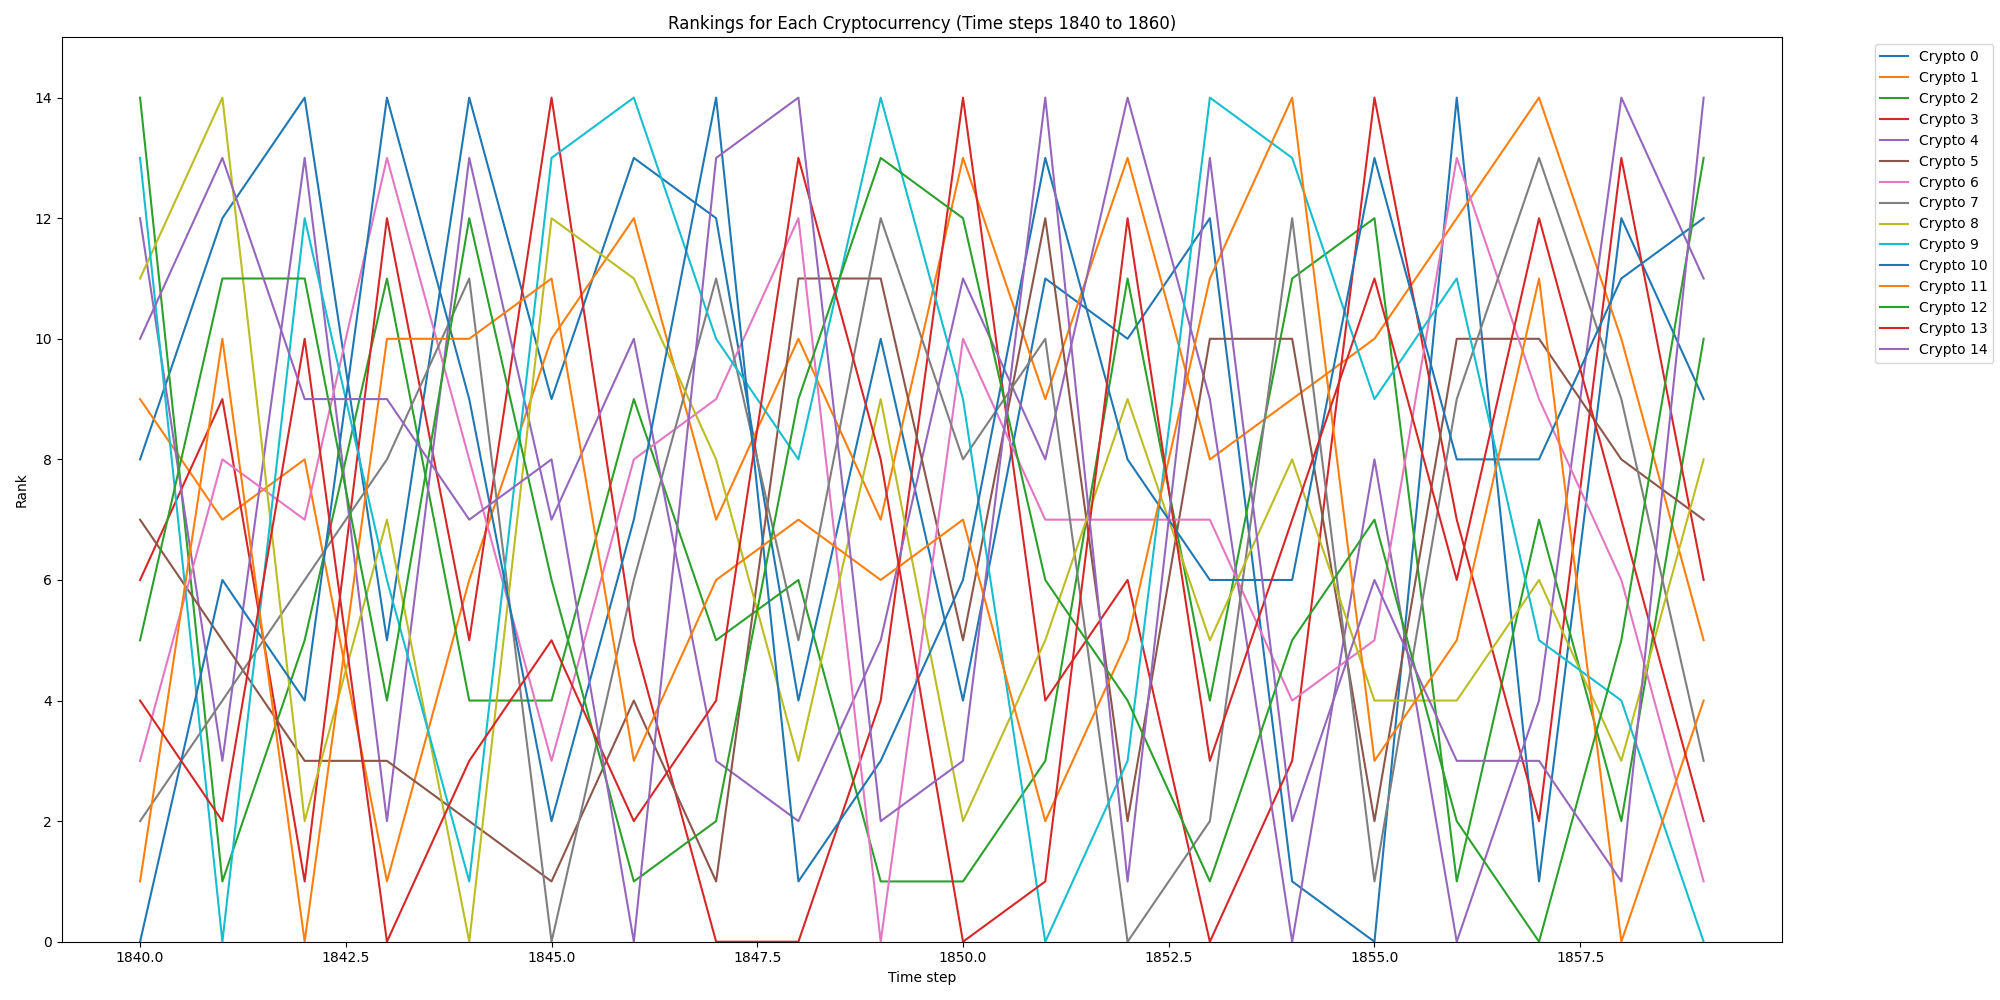 Rankings for Each Cryptocurrency (Time steps 1840 to 1860)
Rank
14
12
10
8
6
4
2
0
1840.0 1842.5 1845.0 1847.5 1850.0 1852.5 1855.0 1857.5
Time step
Crypto 0
Crypto 1
Crypto 2
Crypto 3
Crypto 4
Crypto 5
Crypto 6
Crypto 7
Crypto 8
Crypto 9
Crypto 10
Crypto 11
Crypto 12
Crypto 13
Crypto 14